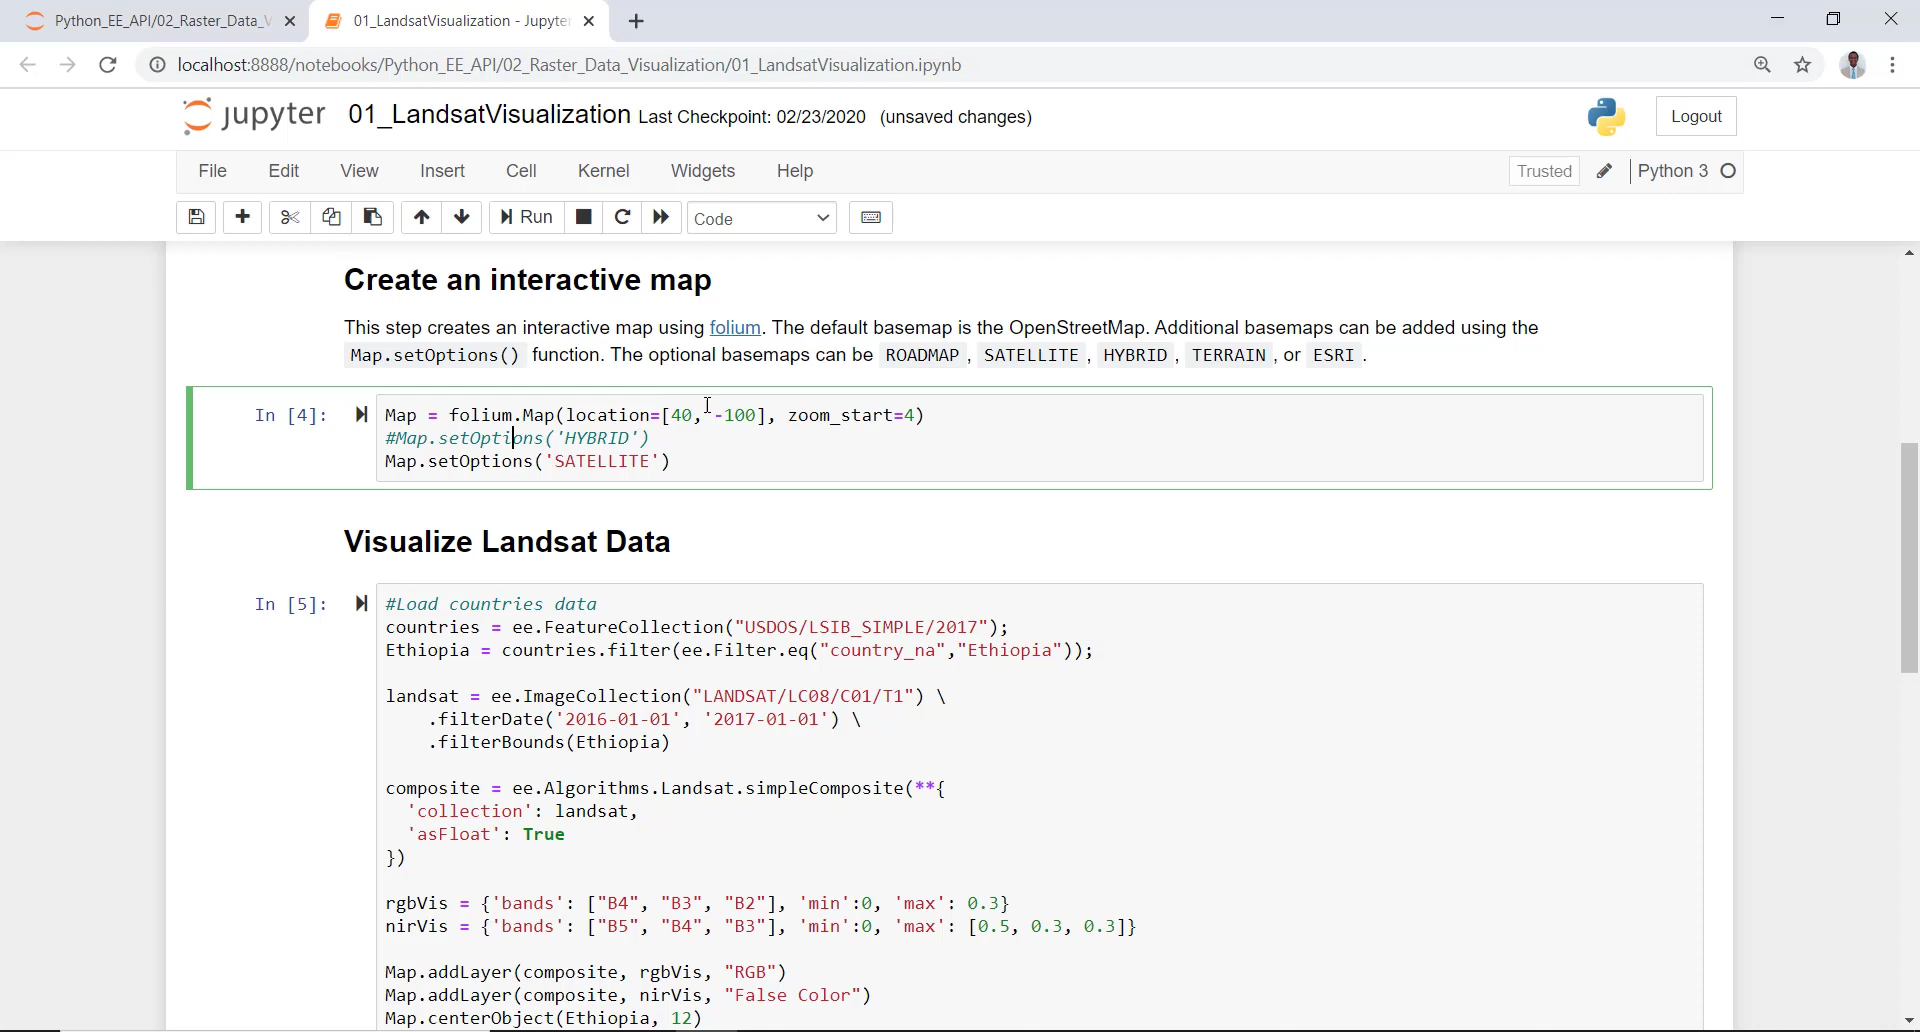 Python_EE_API/02_Raster_Data_V
01_LandsatVisualization - Jupyte
localhost:8888/notebooks/Python_EE_API/02_Raster_Data_Visualization/01_LandsatVisualization.ipynb
jupyter 01_LandsatVisualization Last Checkpoint: 02/23/2020 (unsaved changes)
Logout
File Edit View Insert Cell Kernel Widgets Help
Trusted Python 3
Run Code
Create an interactive map
This step creates an interactive map using folium. The default basemap is the OpenStreetMap. Additional basemaps can be added using the
Map.setOptions() function. The optional basemaps can be ROADMAP , SATELLITE , HYBRID , TERRAIN , or ESRI .
In [4]: Map = folium.Map(location=[40, -100], zoom_start=4)
#Map.setOptions('HYBRID')
Map.setOptions('SATELLITE')
Visualize Landsat Data
In [5]: #Load countries data
countries = ee.FeatureCollection("USDOS/LSIB_SIMPLE/2017");
Ethiopia = countries.filter(ee.Filter.eq("country_na","Ethiopia"));
landsat = ee.ImageCollection("LANDSAT/LC08/C01/T1") \
.filterDate('2016-01-01', '2017-01-01') \
.filterBounds(Ethiopia)
composite = ee.Algorithms.Landsat.simpleComposite(**{
'collection': landsat,
'asFloat': True
})
rgbVis = {'bands': ["B4", "B3", "B2"], 'min':0, 'max': 0.3}
nirVis = {'bands': ["B5", "B4", "B3"], 'min':0, 'max': [0.5, 0.3, 0.3]}
Map.addLayer(composite, rgbVis, "RGB")
Map.addLayer(composite, nirVis, "False Color")
Map.centerObject(Ethiopia, 12)